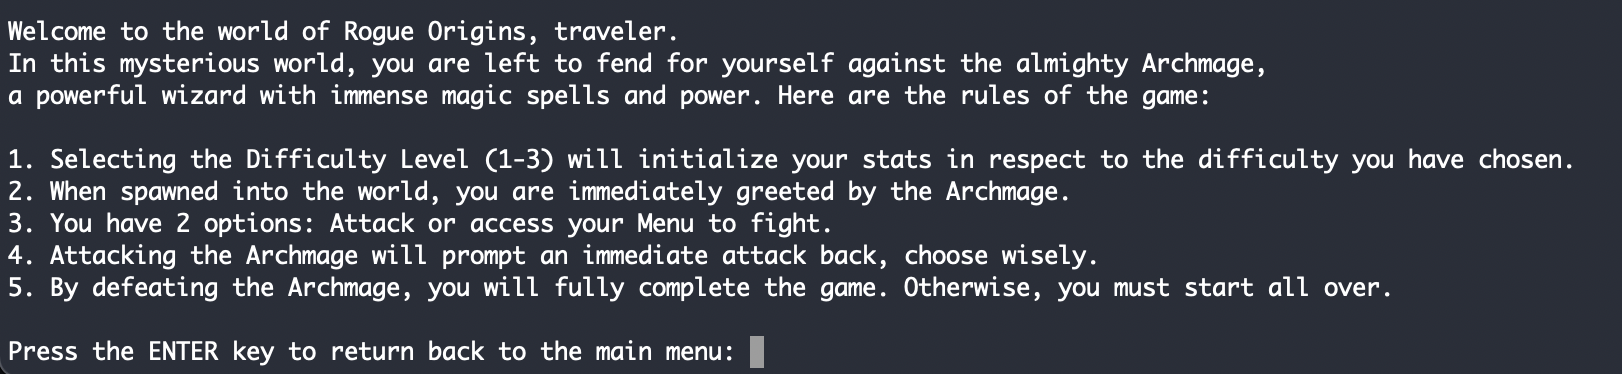 Welcome to the world of Rogue Origins, traveler.
In this mysterious world, you are left to fend for yourself against the almighty Archmage,
a powerful wizard with immense magic spells and power. Here are the rules of the game:
1. Selecting the Difficulty Level (1-3) will initialize your stats in respect to the difficulty you have chosen.
2. When spawned into the world, you are immediately greeted by the Archmage.
3. You have 2 options: Attack or access your Menu to fight.
4. Attacking the Archmage will prompt an immediate attack back, choose wisely.
5. By defeating the Archmage, you will fully complete the game. Otherwise, you must start all over.
Press the ENTER key to return back to the main menu: